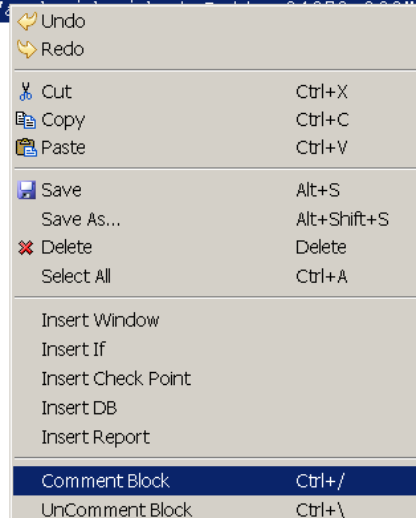 Undo
Redo
Cut Ctrl+X
Copy Ctrl+C
Paste Ctrl+V
Save Alt+S
Save As... Alt+Shift+S
Delete Delete
Select All Ctrl+A
Insert Window
Insert If
Insert Check Point
Insert DB
Insert Report
Comment Block Ctrl+/
UnComment Block Ctrl+\